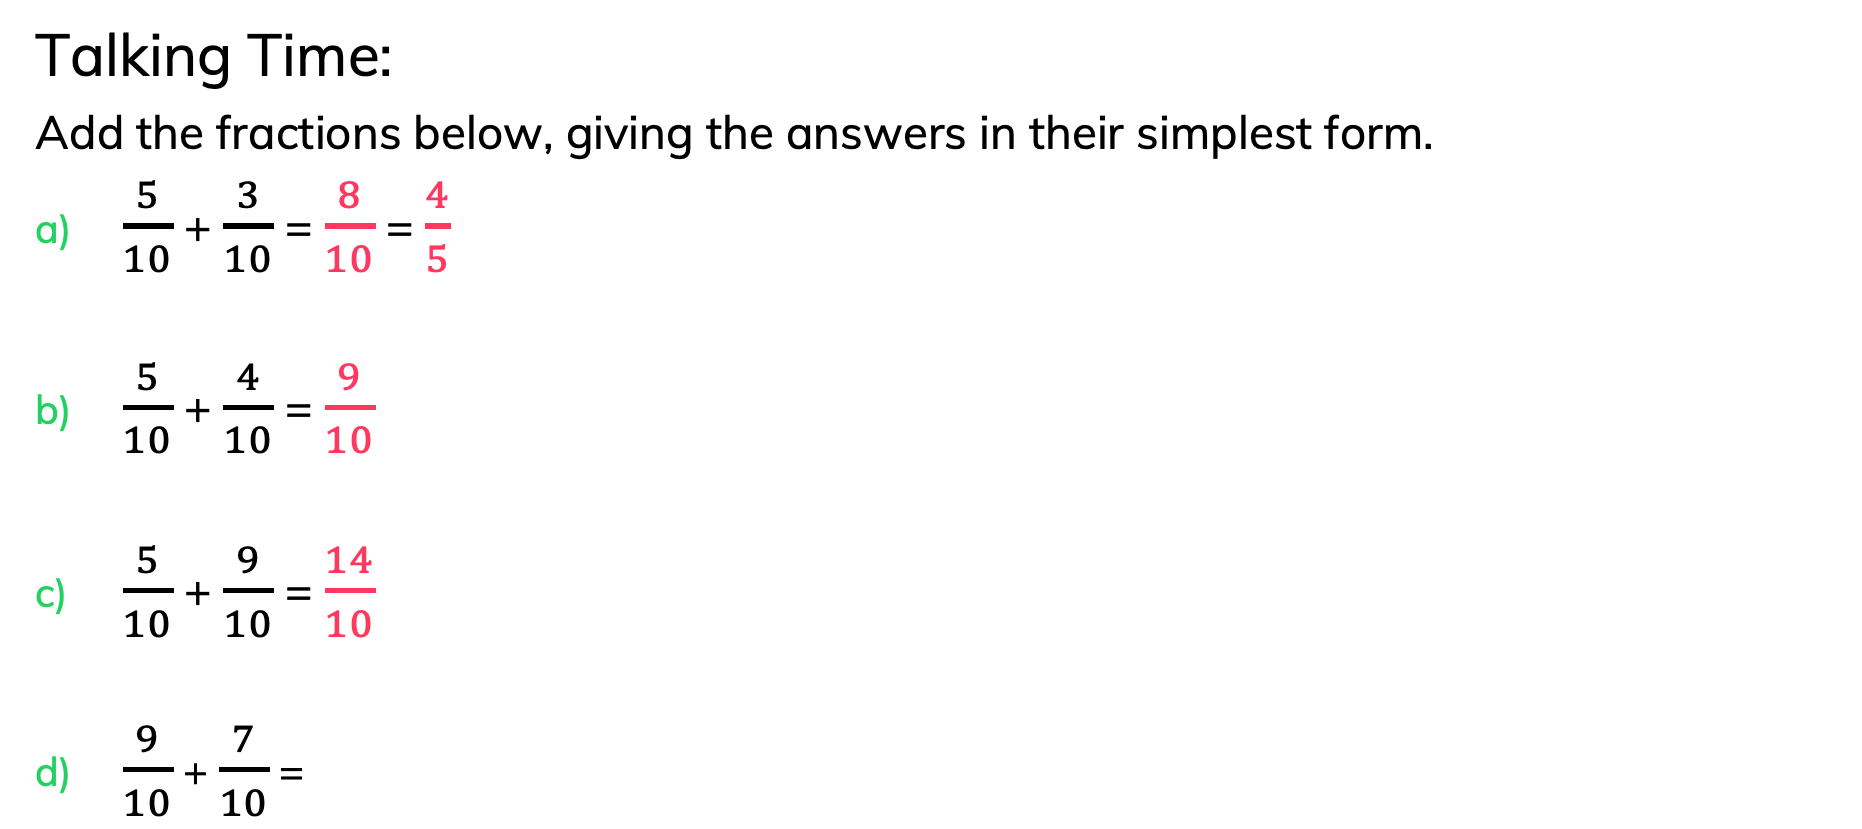 Talking Time:
Add the fractions below, giving the answers in their simplest form.
a) 5/10 + 3/10 = 8/10 = 4/5
b) 5/10 + 4/10 = 9/10
c) 5/10 + 9/10 = 14/10
d) 9/10 + 7/10 =